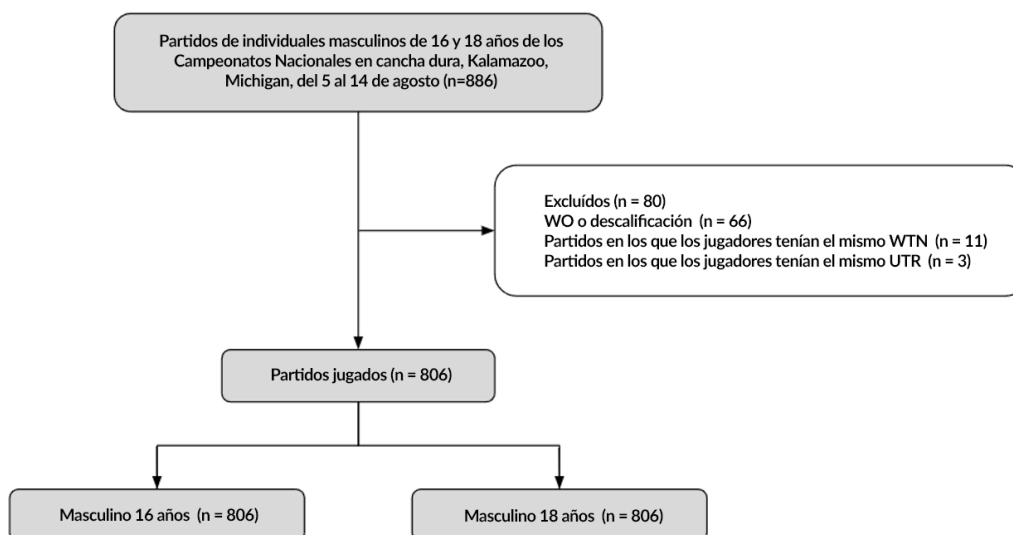 Partidos de individuales masculinos de 16 y 18 años de los
Campeonatos Nacionales en cancha dura, Kalamazoo,
Michigan, del 5 al 14 de agosto (n=886)
Excluídos (n = 80)
WO o descalificación (n = 66)
Partidos en los que los jugadores tenían el mismo WTN (n = 11)
Partidos en los que los jugadores tenían el mismo UTR (n = 3)
Partidos jugados (n = 806)
Masculino 16 años (n = 806)
Masculino 18 años (n = 806)